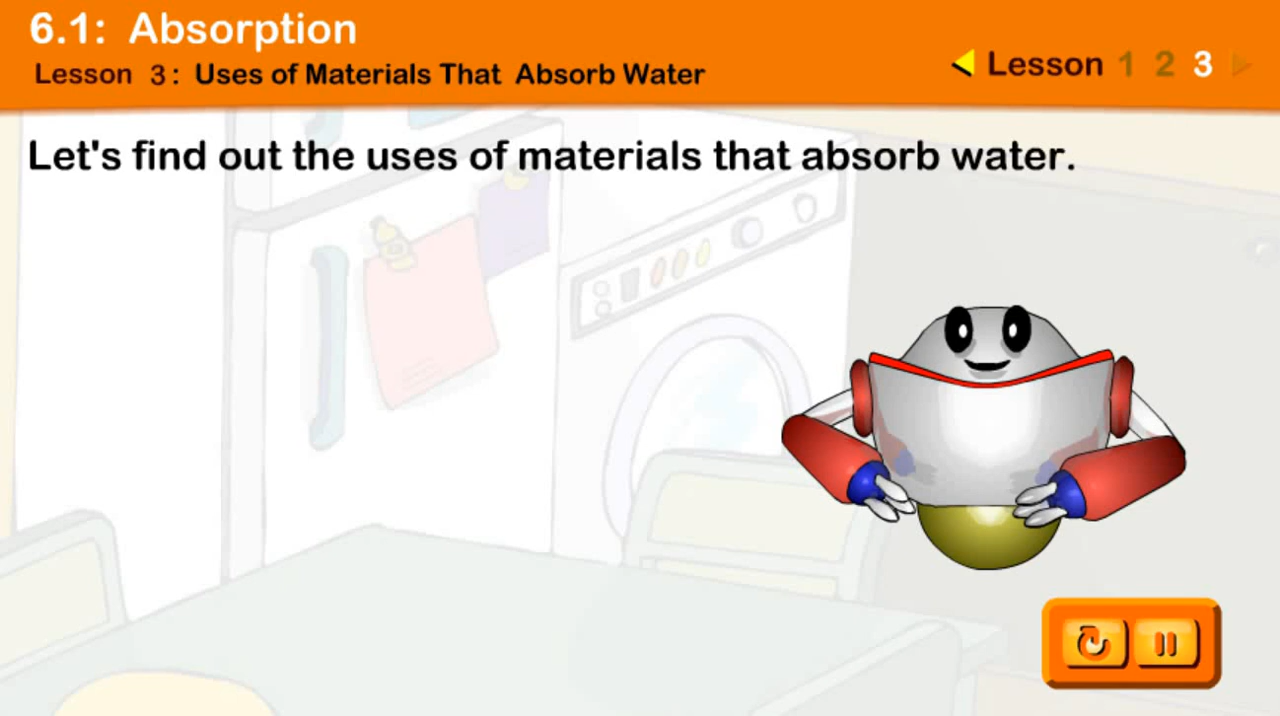 6.1: Absorption
Lesson 3: Uses of Materials That Absorb Water
Lesson 1 2 3
Let's find out the uses of materials that absorb water.